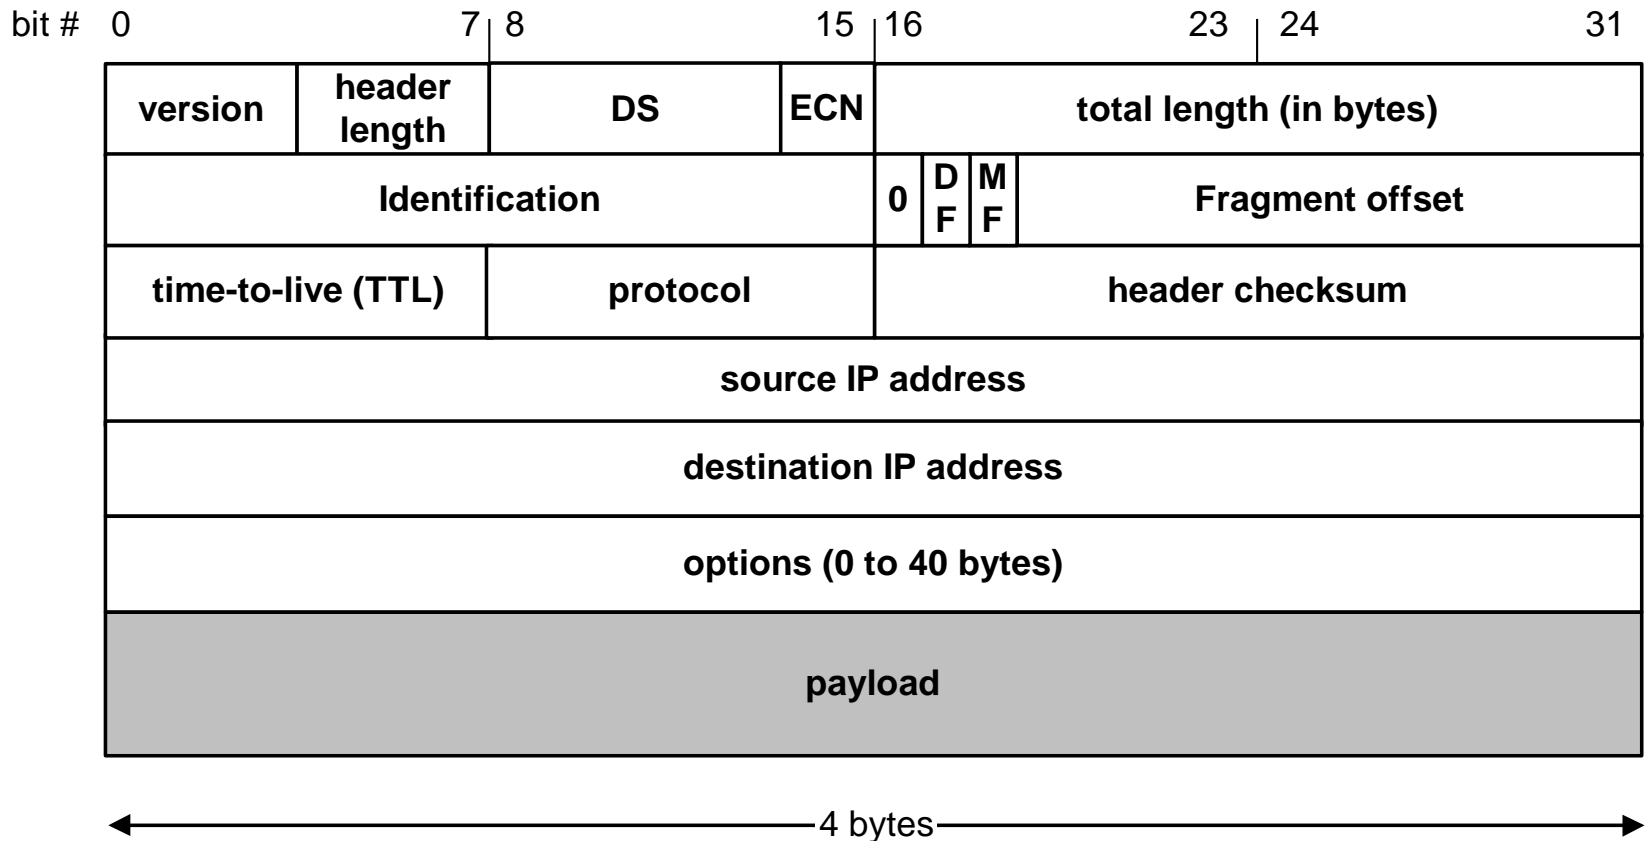 bit # 0 7 8 15 16 23 24 31
version header length DS ECN total length (in bytes)
Identification 0 DF MF Fragment offset
time-to-live (TTL) protocol header checksum
source IP address
destination IP address
options (0 to 40 bytes)
payload
4 bytes